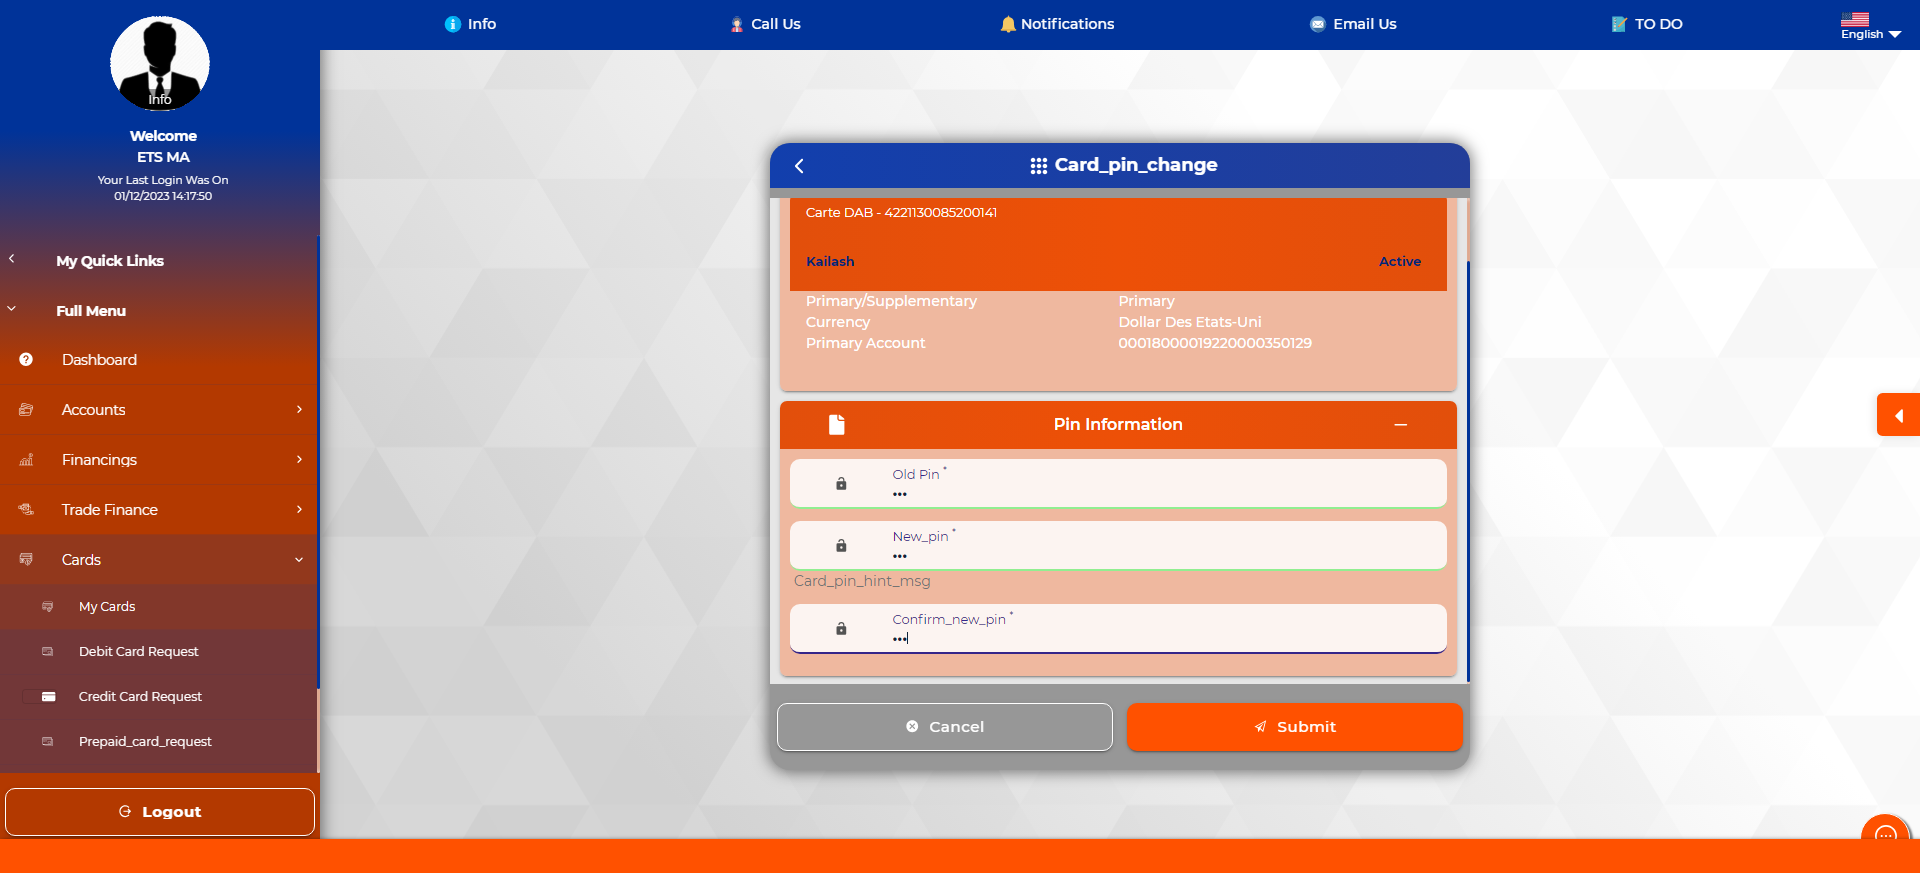 Info
Call Us
Notifications
Email Us
TO DO
English
Info
Welcome
ETS MA
Your Last Login Was On
01/12/2023 14:17:50
My Quick Links
Full Menu
Dashboard
Accounts
Financings
Trade Finance
Cards
My Cards
Debit Card Request
Credit Card Request
Prepaid_card_request
Logout
Card_pin_change
Carte DAB - 4221130085200141
Kailash Active
Primary/Supplementary Primary
Currency Dollar Des Etats-Uni
Primary Account 00018000019220000350129
Pin Information
Old Pin *
•••
New_pin *
•••
Card_pin_hint_msg
Confirm_new_pin *
•••
Cancel
Submit